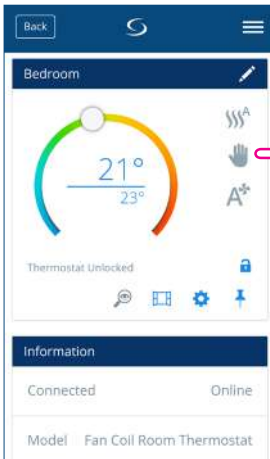 Back
Bedroom
A
21°
23°
A
Thermostat Unlocked
Information
Connected Online
Model Fan Coil Room Thermostat